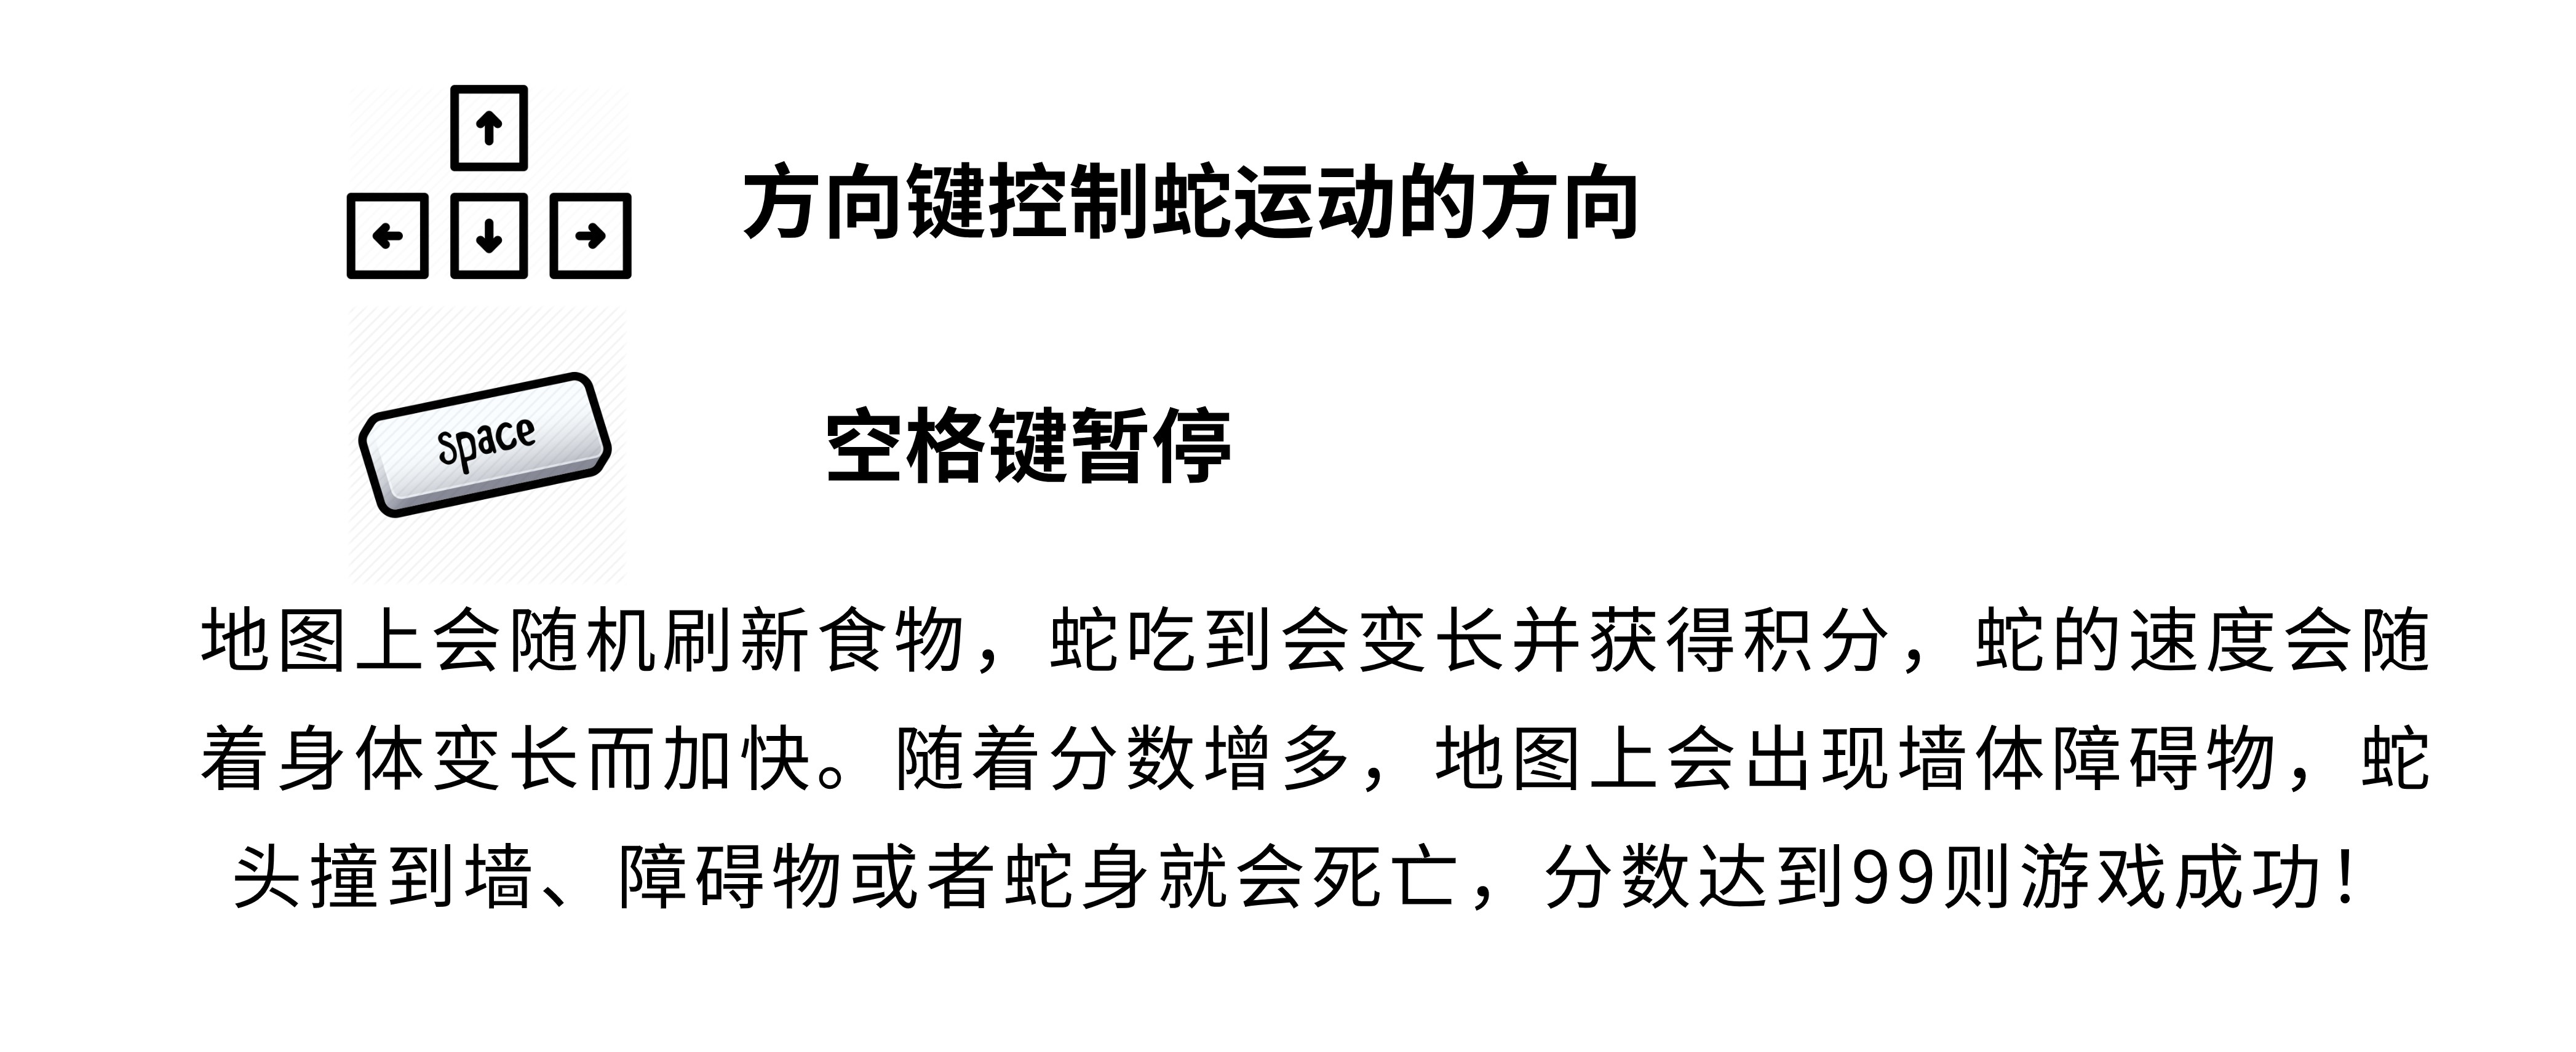 方向键控制蛇运动的方向
space
空格键暂停
地图上会随机刷新食物，蛇吃到会变长并获得积分，蛇的速度会随
着身体变长而加快。随着分数增多，地图上会出现墙体障碍物，蛇
头撞到墙、障碍物或者蛇身就会死亡，分数达到99则游戏成功！